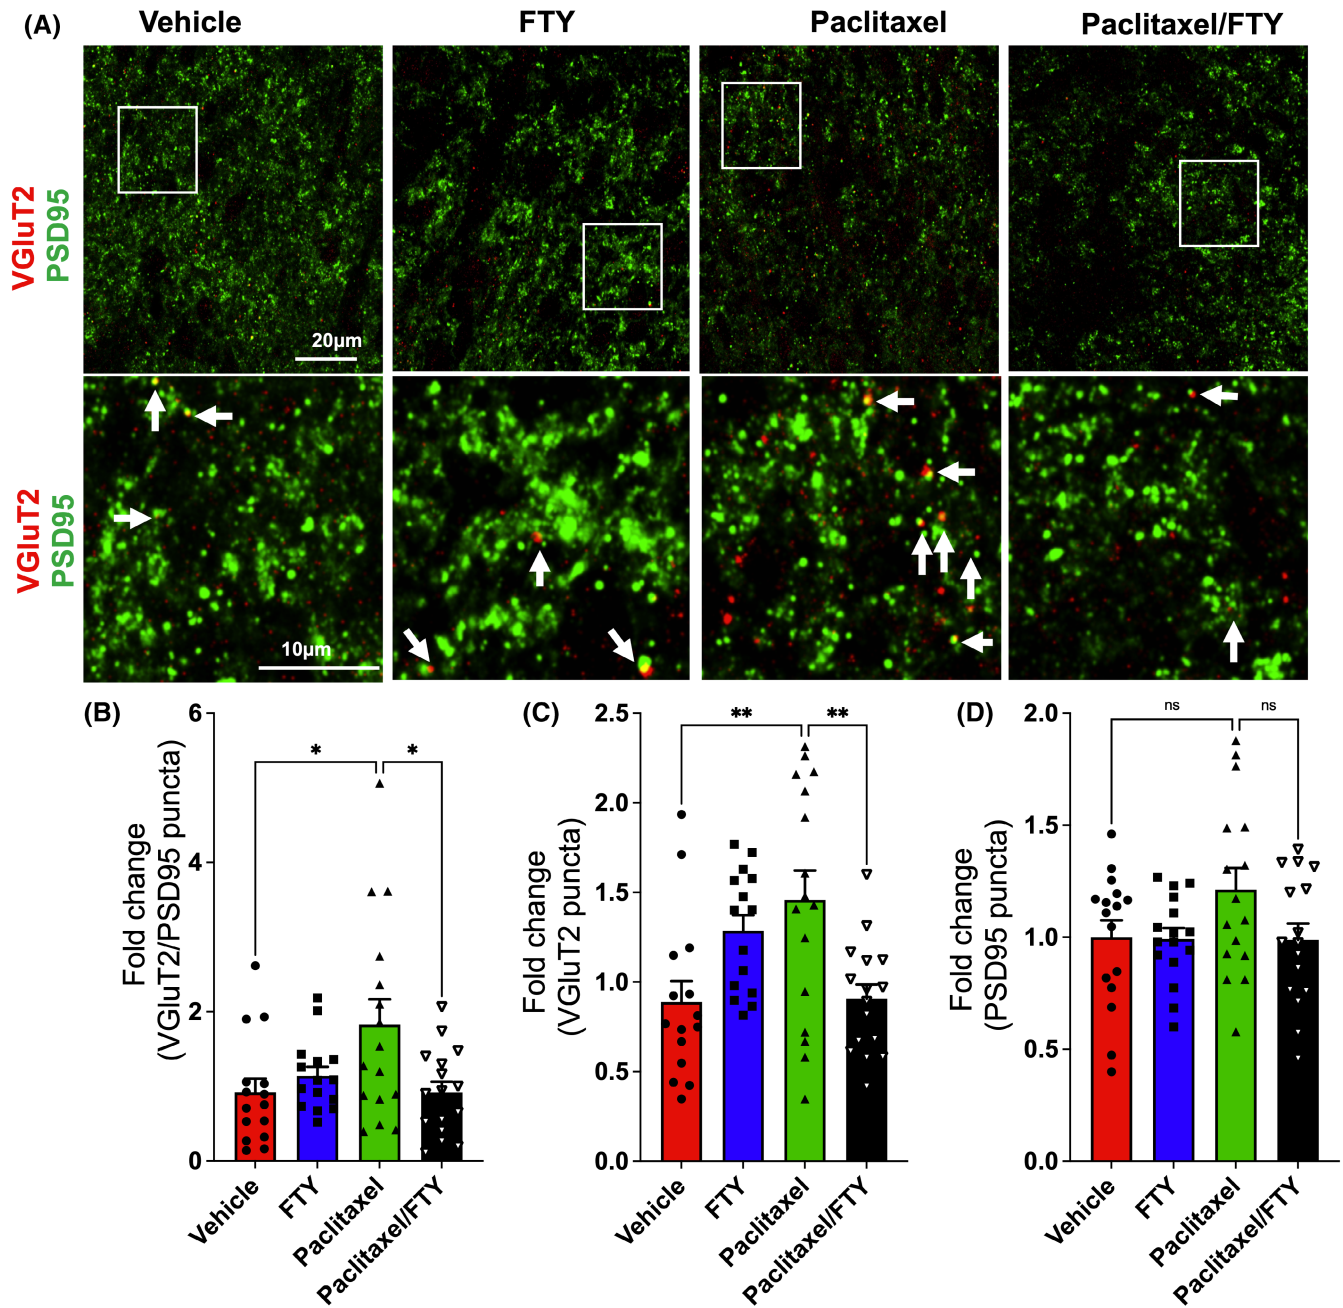 (A)
Vehicle
FTY
Paclitaxel
Paclitaxel/FTY
VGluT2
PSD95
20µm
VGluT2
PSD95
10µm
(B)
Fold change
(VGluT2/PSD95 puncta)
6
4
2
0
*
*
Vehicle
FTY
Paclitaxel
Paclitaxel/FTY
(C)
Fold change
(VGluT2 puncta)
2.5
2.0
1.5
1.0
0.5
0.0
**
**
Vehicle
FTY
Paclitaxel
Paclitaxel/FTY
(D)
Fold change
(PSD95 puncta)
2.0
1.5
1.0
0.5
0.0
ns
ns
Vehicle
FTY
Paclitaxel
Paclitaxel/FTY